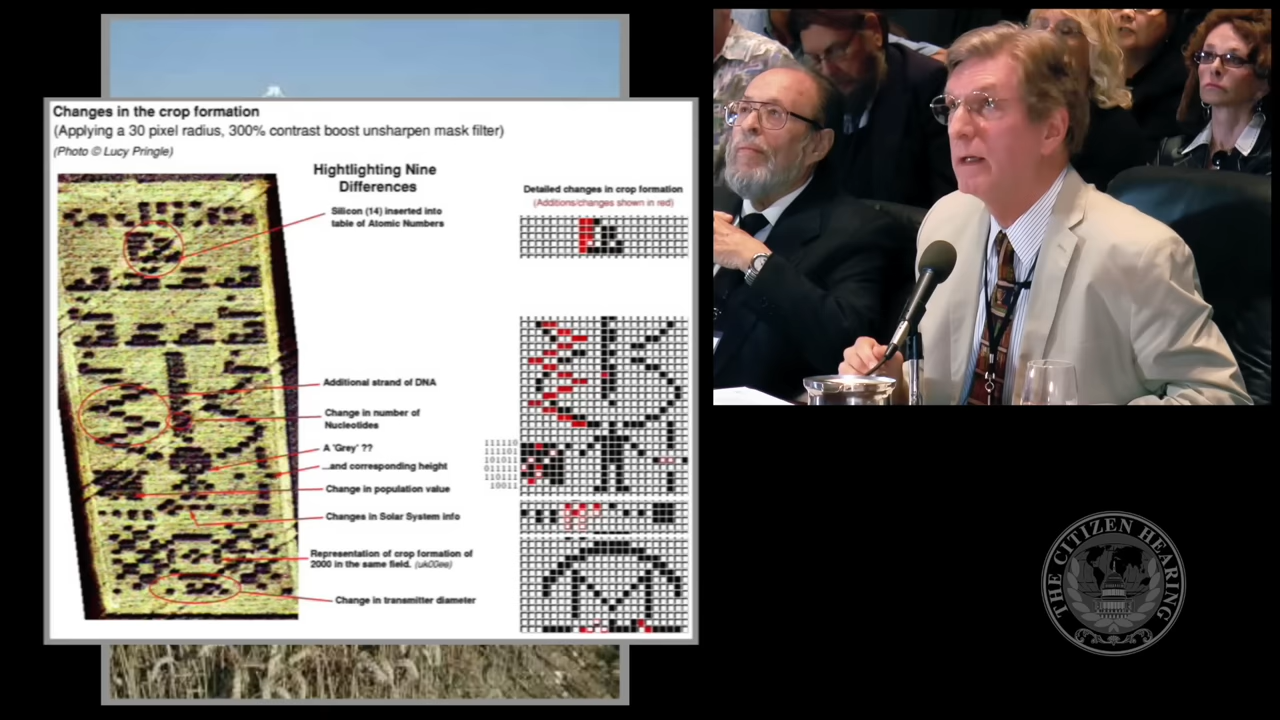 Changes in the crop formation
(Applying a 30 pixel radius, 300% contrast boost unsharpen mask filter)
(Photo © Lucy Pringle)
Hightlighting Nine
Differences
Silicon (14) inserted into
table of Atomic Numbers
Additional strand of DNA
Change in number of
Nucleotides
A 'Grey' ??
...and corresponding height
Change in population value
Changes in Solar System info
Representation of crop formation of
2000 in the same field. (uk00ee)
Change in transmitter diameter
Detailed changes in crop formation
(Additions/changes shown in red)
111110
111101
101011
011111
110111
10011
THE CITIZEN HEARING